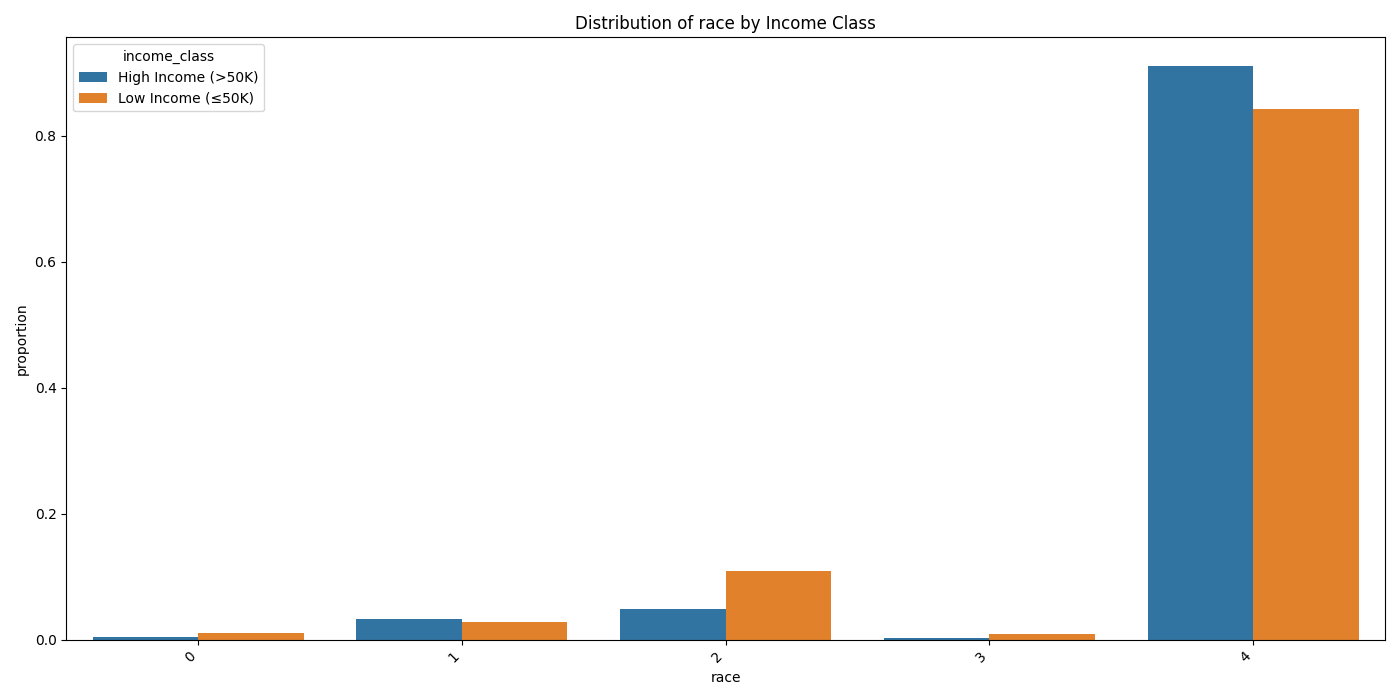 Distribution of race by Income Class
income_class
High Income (>50K)
Low Income (≤50K)
proportion
0.8
0.6
0.4
0.2
0.0
0
1
2
3
4
race